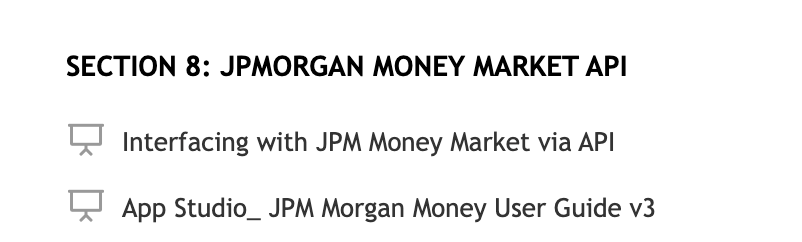 SECTION 8: JPMORGAN MONEY MARKET API
Interfacing with JPM Money Market via API
App Studio_ JPM Morgan Money User Guide v3